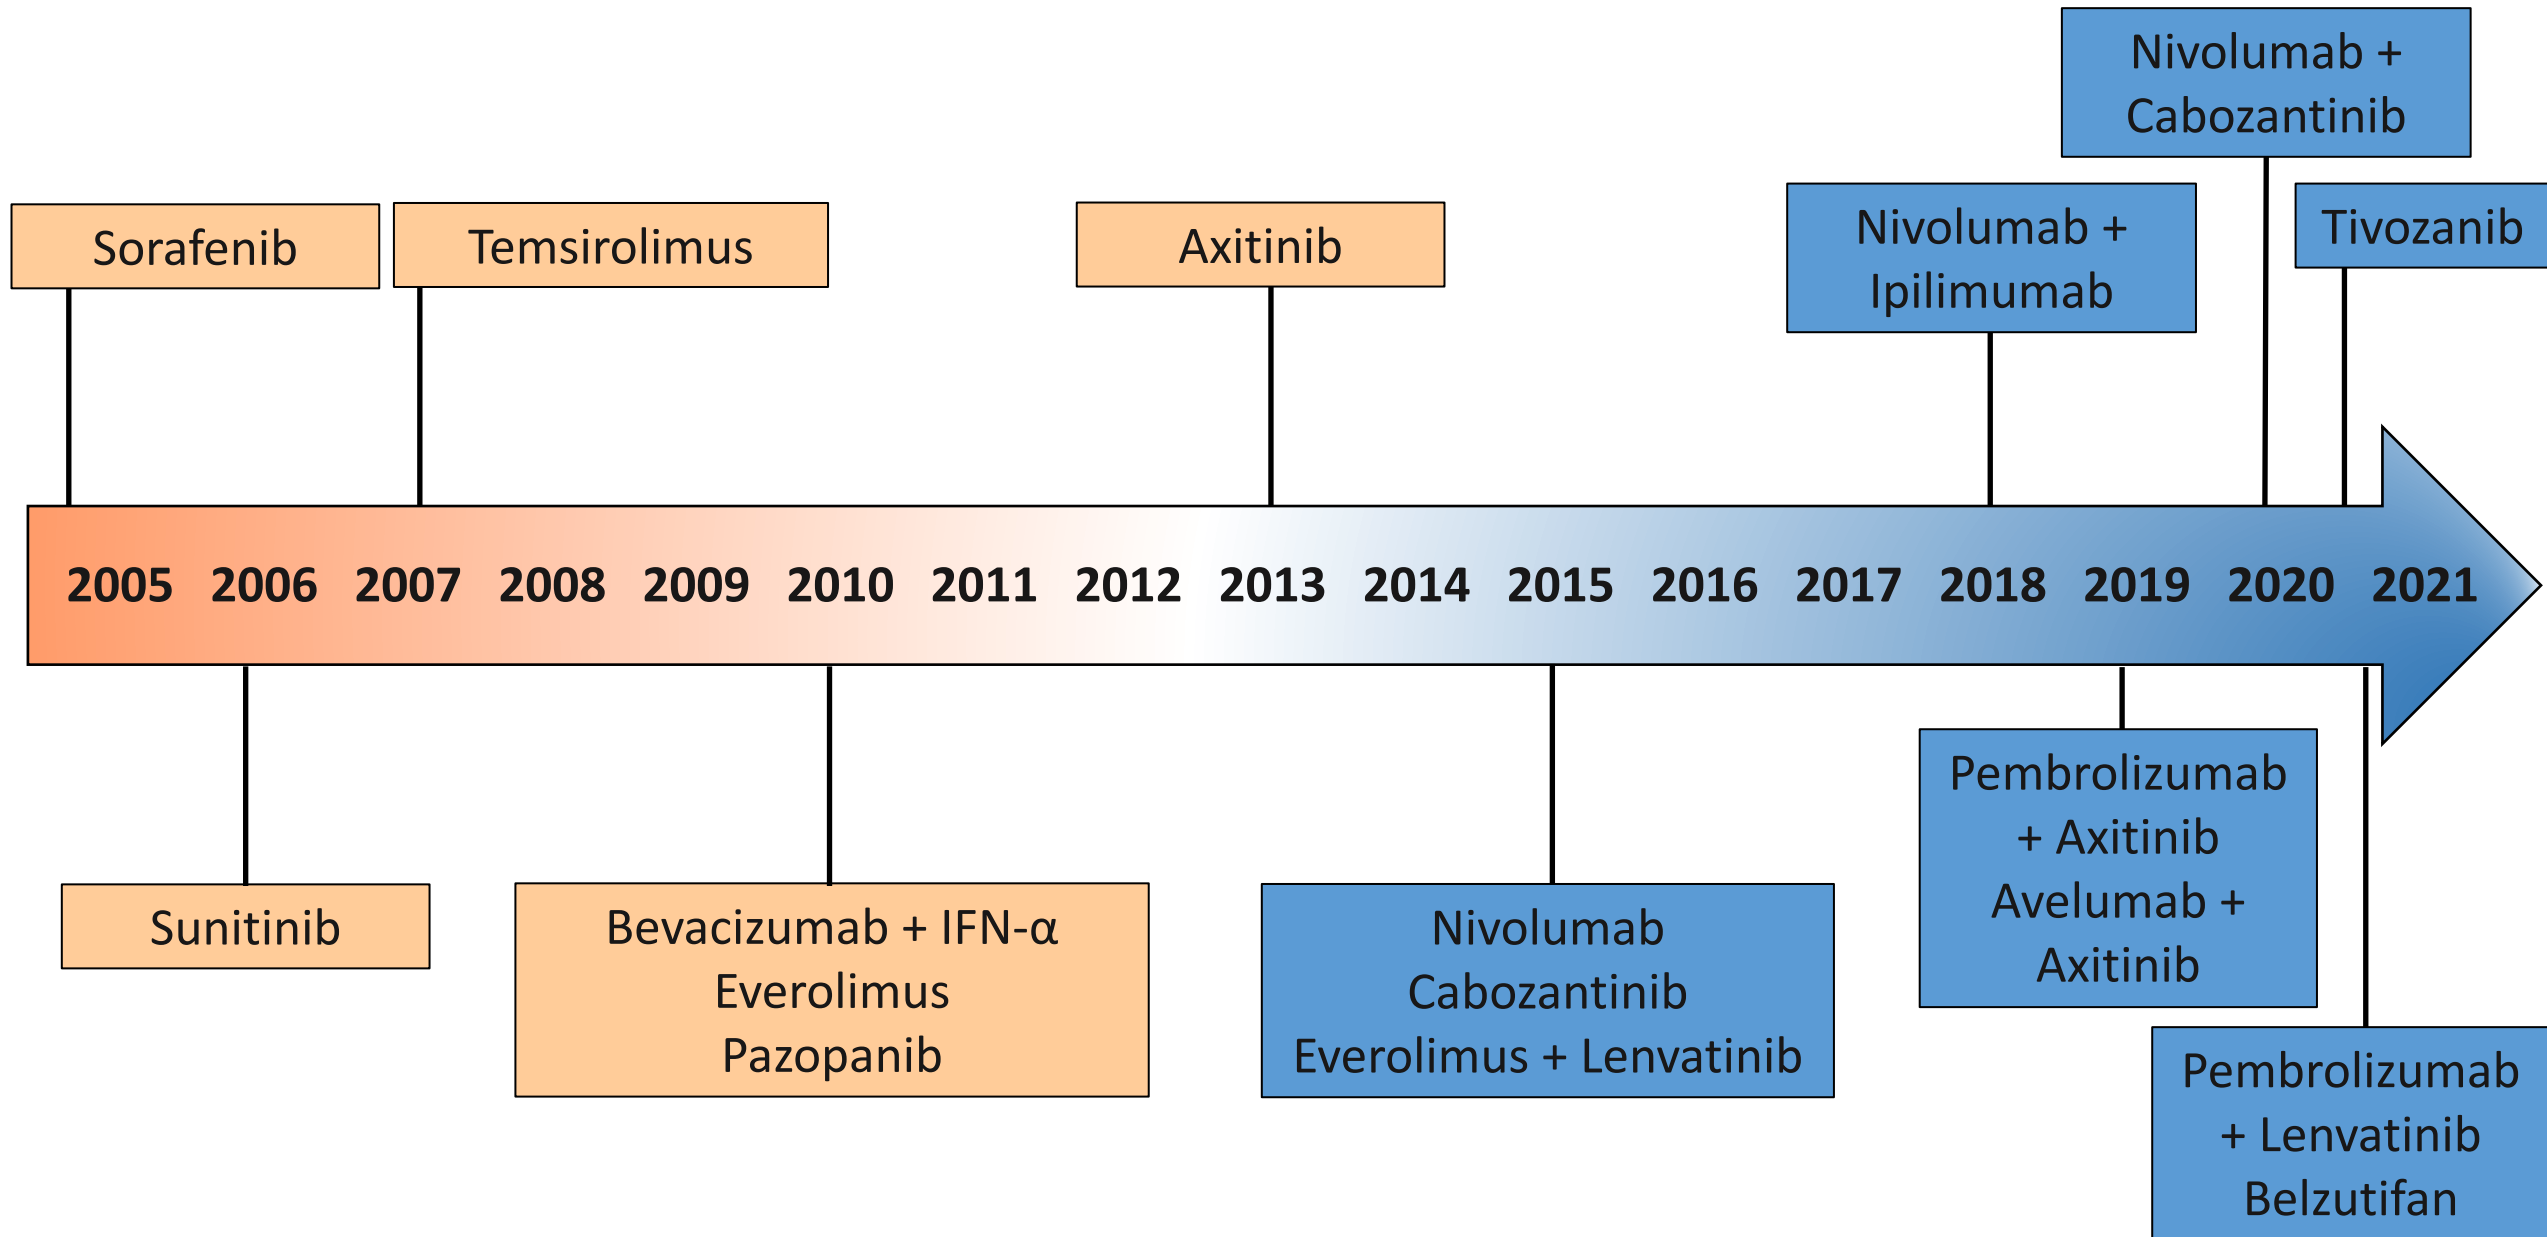 Nivolumab +
Cabozantinib
Sorafenib
Temsirolimus
Axitinib
Nivolumab +
Ipilimumab
Tivozanib
2005 2006 2007 2008 2009 2010 2011 2012 2013 2014 2015 2016 2017 2018 2019 2020 2021
Sunitinib
Bevacizumab + IFN-α
Everolimus
Pazopanib
Nivolumab
Cabozantinib
Everolimus + Lenvatinib
Pembrolizumab
+ Axitinib
Avelumab +
Axitinib
Pembrolizumab
+ Lenvatinib
Belzutifan